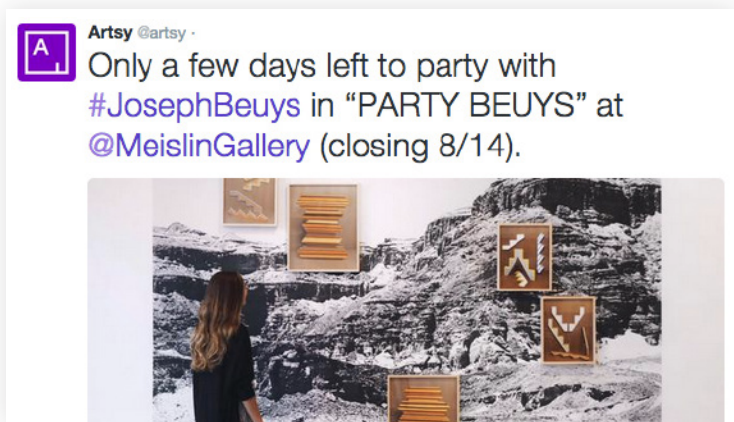 A
Artsy @artsy ·
Only a few days left to party with
#JosephBeuys in “PARTY BEUYS” at
@MeislinGallery (closing 8/14).